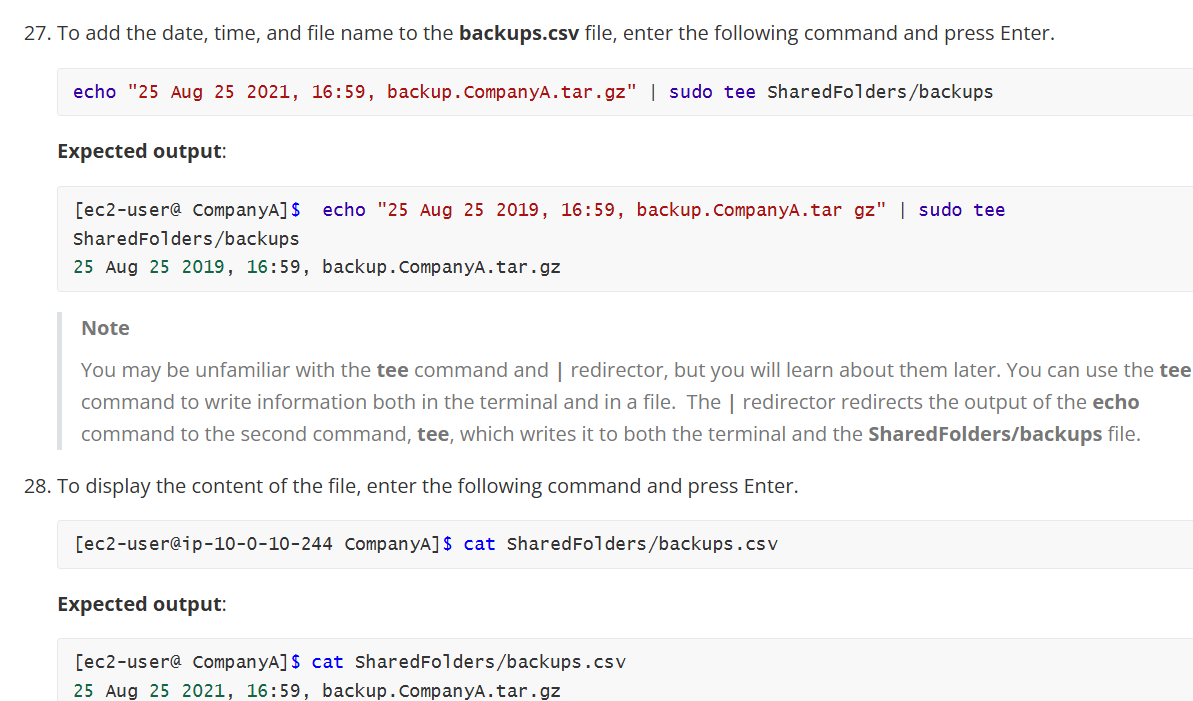 27. To add the date, time, and file name to the backups.csv file, enter the following command and press Enter.
echo "25 Aug 25 2021, 16:59, backup.CompanyA.tar.gz" | sudo tee SharedFolders/backups
Expected output:
[ec2-user@ CompanyA]$  echo "25 Aug 25 2019, 16:59, backup.CompanyA.tar gz" | sudo tee
SharedFolders/backups
25 Aug 25 2019, 16:59, backup.CompanyA.tar.gz
Note
You may be unfamiliar with the tee command and | redirector, but you will learn about them later. You can use the tee
command to write information both in the terminal and in a file.  The | redirector redirects the output of the echo
command to the second command, tee, which writes it to both the terminal and the SharedFolders/backups file.
28. To display the content of the file, enter the following command and press Enter.
[ec2-user@ip-10-0-10-244 CompanyA]$ cat SharedFolders/backups.csv
Expected output:
[ec2-user@ CompanyA]$ cat SharedFolders/backups.csv
25 Aug 25 2021, 16:59, backup.CompanyA.tar.gz